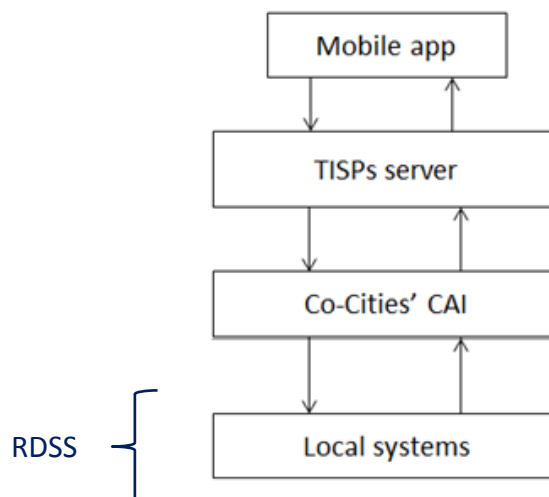 Mobile app
TISPs server
Co-Cities’ CAI
RDSS
Local systems